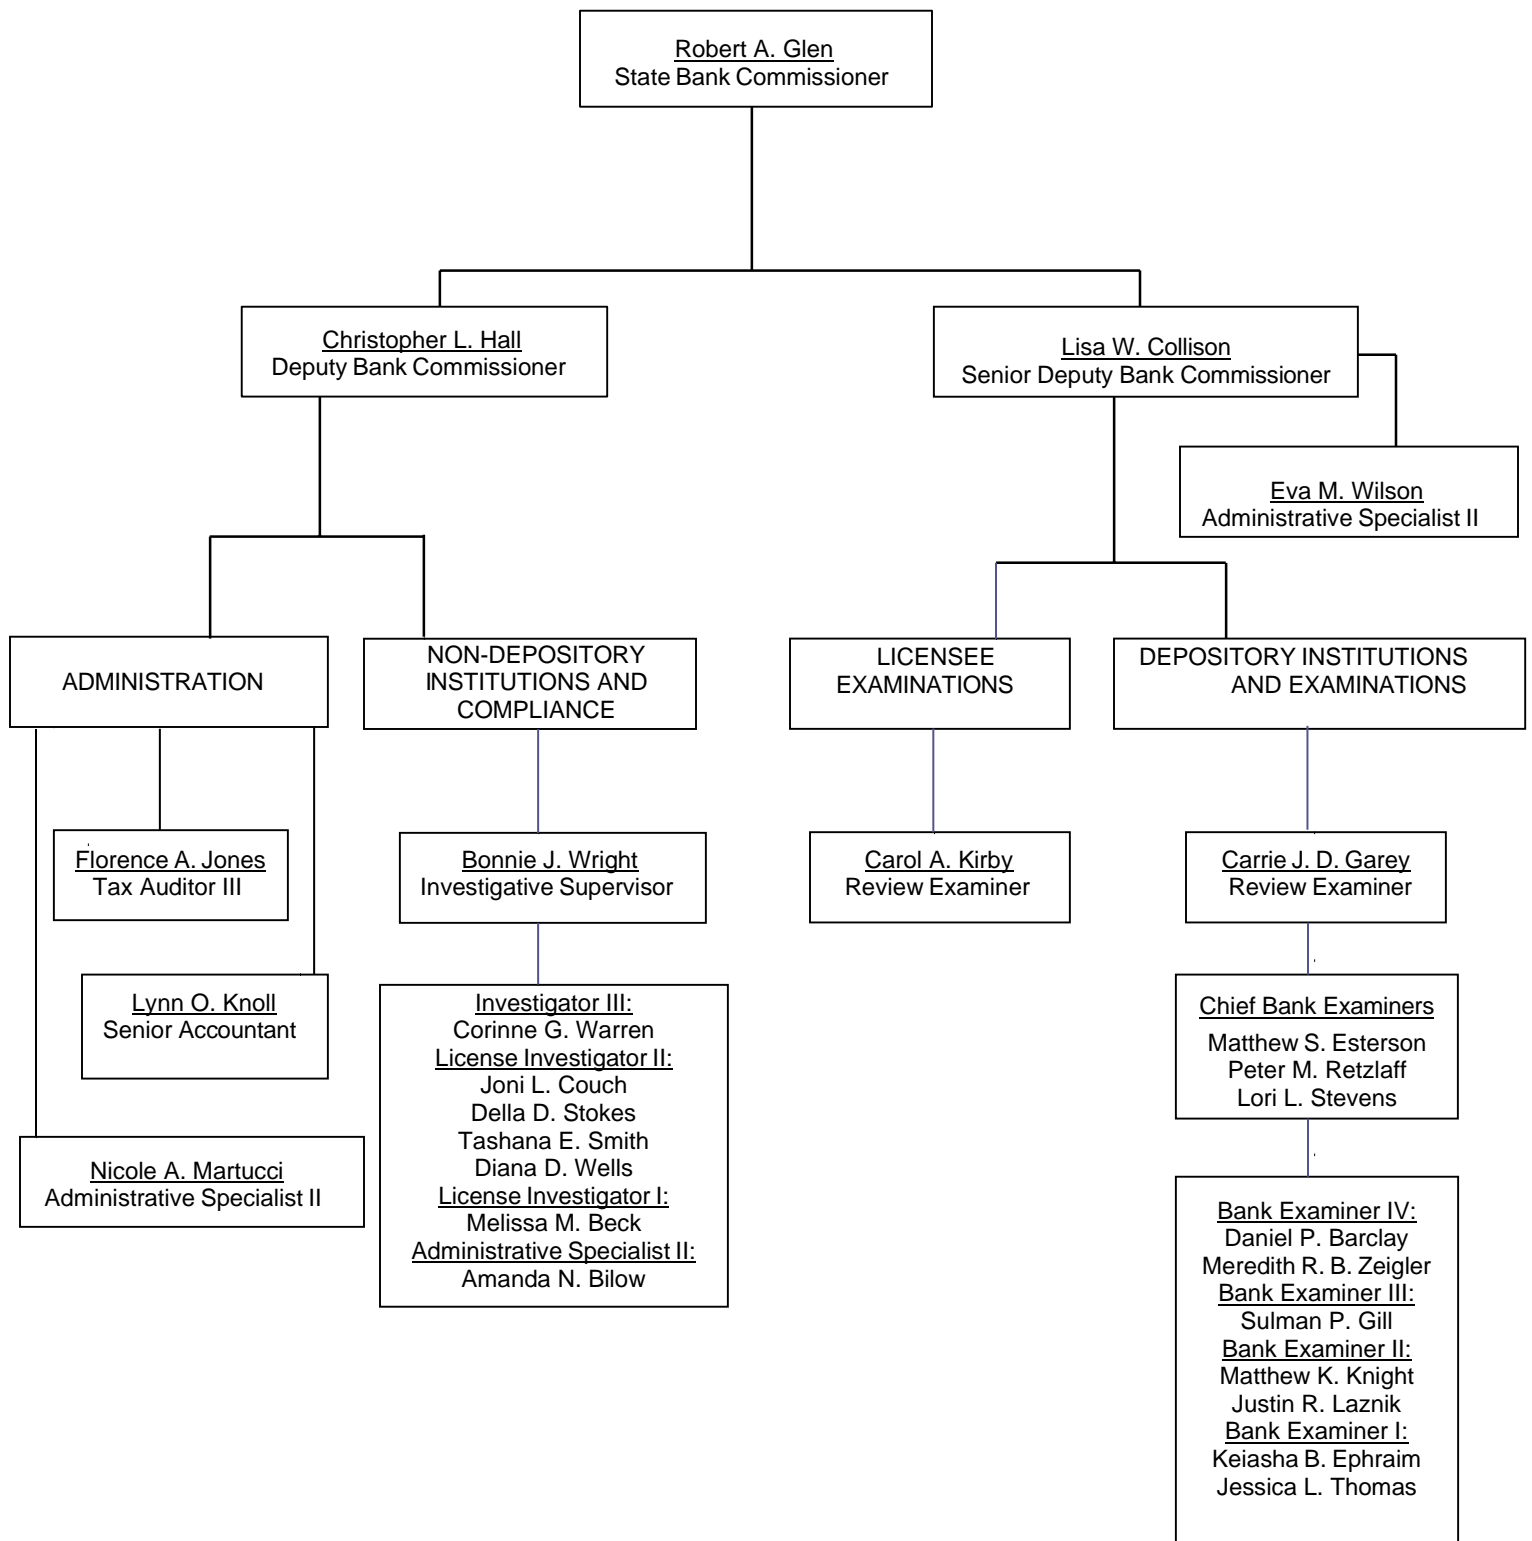 Robert A. Glen
State Bank Commissioner
Christopher L. Hall
Deputy Bank Commissioner
Lisa W. Collison
Senior Deputy Bank Commissioner
Eva M. Wilson
Administrative Specialist II
ADMINISTRATION
NON-DEPOSITORY
INSTITUTIONS AND
COMPLIANCE
LICENSEE
EXAMINATIONS
DEPOSITORY INSTITUTIONS
AND EXAMINATIONS
Florence A. Jones
Tax Auditor III
Lynn O. Knoll
Senior Accountant
Nicole A. Martucci
Administrative Specialist II
Bonnie J. Wright
Investigative Supervisor
Investigator III:
Corinne G. Warren
License Investigator II:
Joni L. Couch
Della D. Stokes
Tashana E. Smith
Diana D. Wells
License Investigator I:
Melissa M. Beck
Administrative Specialist II:
Amanda N. Bilow
Carol A. Kirby
Review Examiner
Carrie J. D. Garey
Review Examiner
Chief Bank Examiners
Matthew S. Esterson
Peter M. Retzlaff
Lori L. Stevens
Bank Examiner IV:
Daniel P. Barclay
Meredith R. B. Zeigler
Bank Examiner III:
Sulman P. Gill
Bank Examiner II:
Matthew K. Knight
Justin R. Laznik
Bank Examiner I:
Keiasha B. Ephraim
Jessica L. Thomas